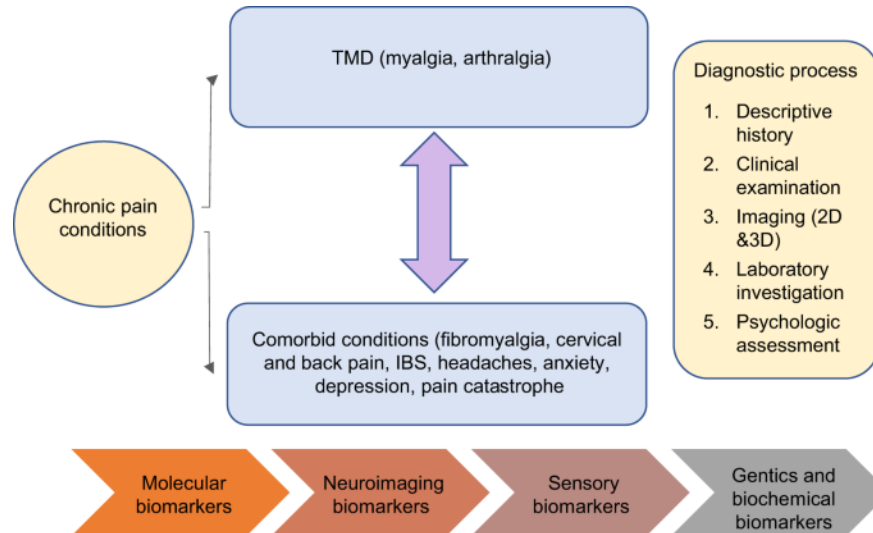 TMD (myalgia, arthralgia)
Chronic pain
conditions
Comorbid conditions (fibromyalgia, cervical
and back pain, IBS, headaches, anxiety,
depression, pain catastrophe
Diagnostic process
1. Descriptive
history
2. Clinical
examination
3. Imaging (2D
&3D)
4. Laboratory
investigation
5. Psychologic
assessment
Molecular
biomarkers
Neuroimaging
biomarkers
Sensory
biomarkers
Gentics and
biochemical
biomarkers